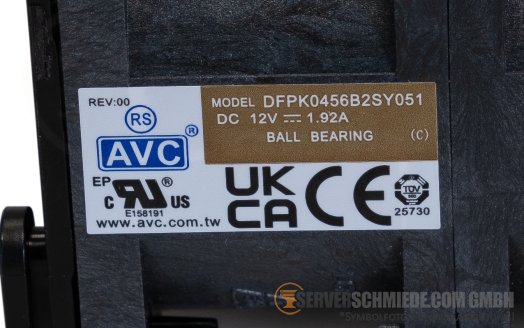 REV:00
MODEL DFPK0456B2SY051
DC 12V ⎓ 1.92A
BALL BEARING (C)
RS
AVC®
EP
C RU® US
E158191
www.avc.com.tw
UK
CA
CE
TÜV
25730
SERVERSCHMIEDE.COM GMBH